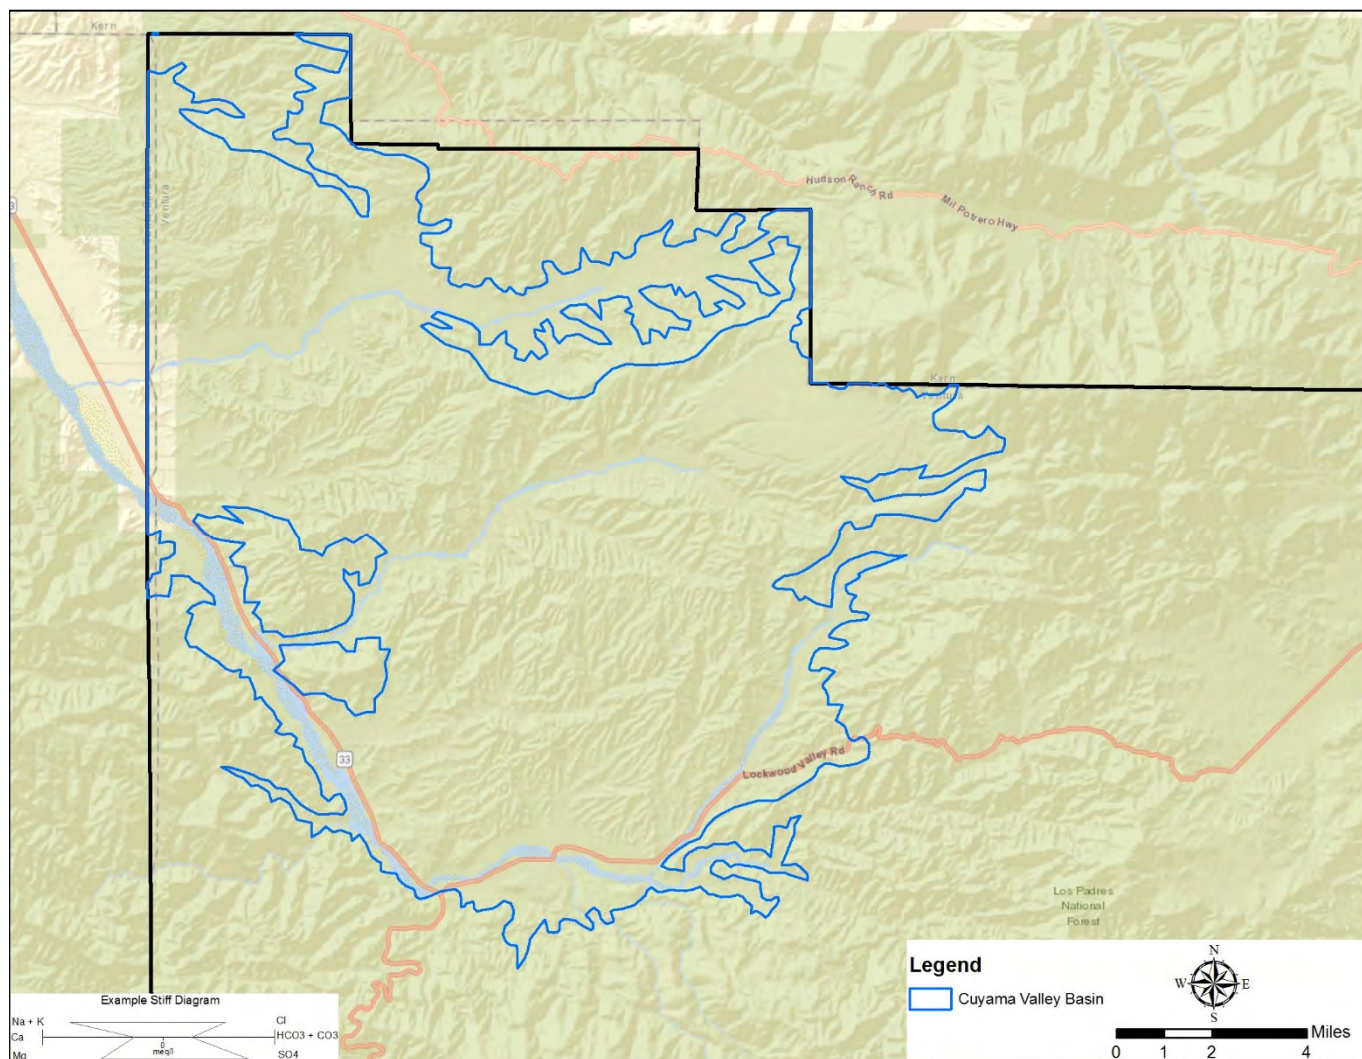 Kern
Ventura
Hudson Ranch Rd
Mil Potrero Hwy
3
Kern
Ventura
33
Lockwood Valley Rd
Los Padres
National
Forest
Legend
Cuyama Valley Basin
N
W
E
S
Miles
0 1 2 4
Example Stiff Diagram
Na + K
Cl
Ca
HCO3 + CO3
0
meq/l
Mg
SO4